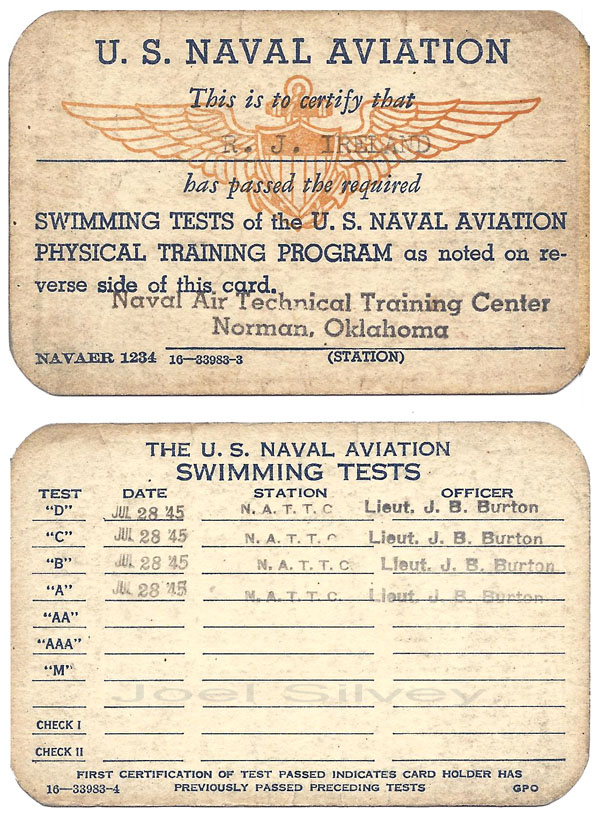 U. S. NAVAL AVIATION
This is to certify that
R. J. IRELAND
has passed the required
SWIMMING TESTS of the U. S. NAVAL AVIATION
PHYSICAL TRAINING PROGRAM as noted on re-
verse side of this card.
Naval Air Technical Training Center
Norman, Oklahoma
NAVAER 1234 16—33983-3 (STATION)
THE U. S. NAVAL AVIATION
SWIMMING TESTS
TEST DATE STATION OFFICER
"D" JUL 28 '45 N. A. T. T. C Lieut. J. B. Burton
"C" JUL 28 '45 N. A. T. T. C Lieut. J. B. Burton
"B" JUL 28 '45 N. A. T. T. C. Lieut. J. B. Burton
"A" JUL 28 '45 N. A. T. T. C. Lieut. J. B. Burton
"AA"
"AAA"
"M"
Joel Silvey
CHECK I
CHECK II
FIRST CERTIFICATION OF TEST PASSED INDICATES CARD HOLDER HAS
16—33983-4 PREVIOUSLY PASSED PRECEDING TESTS GPO